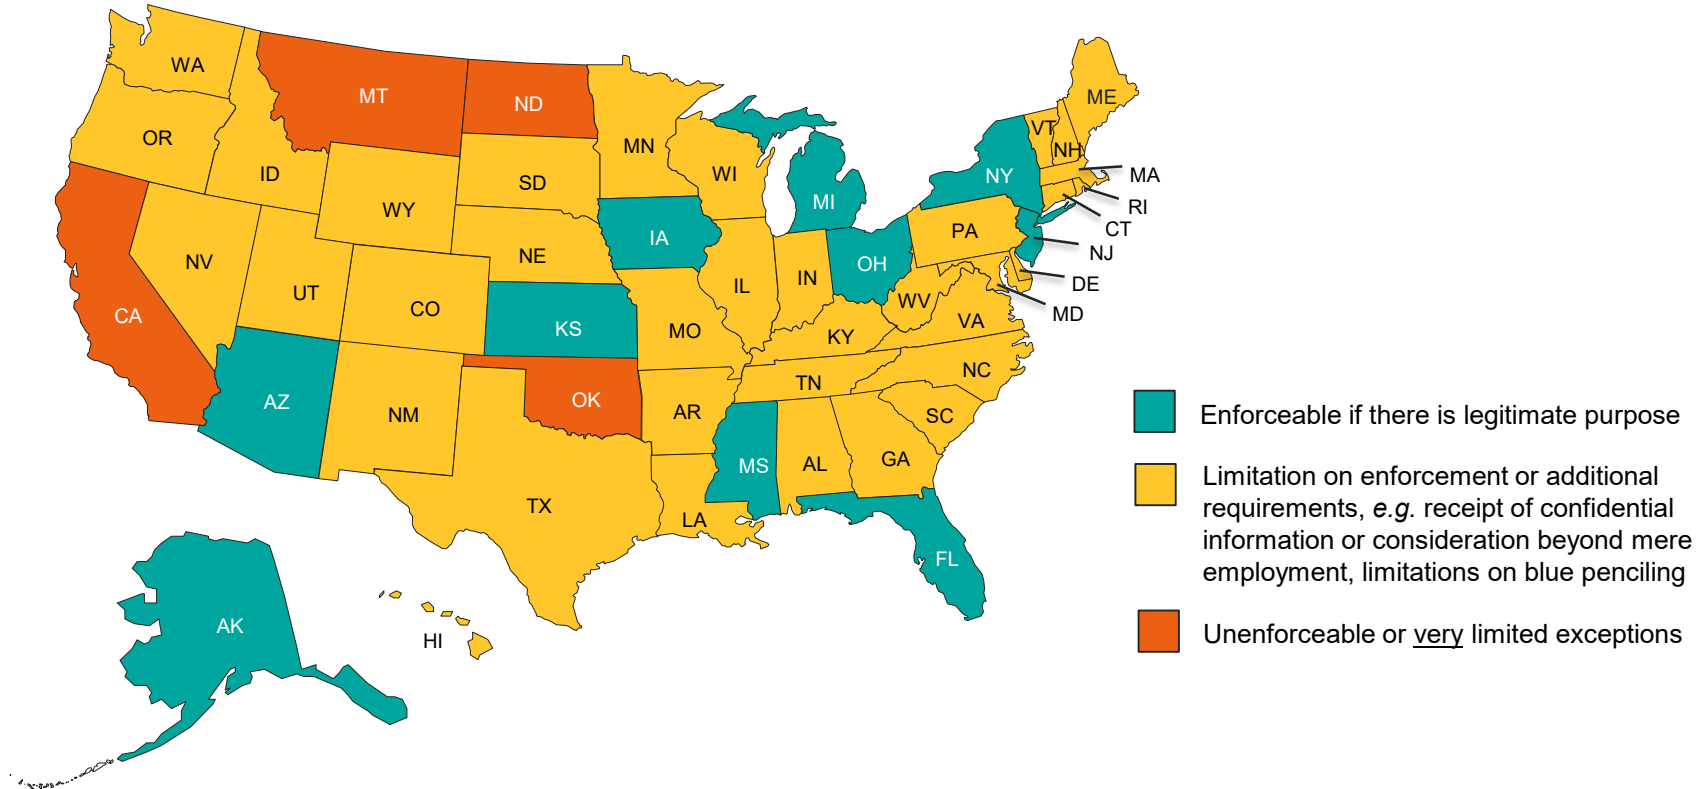 WA
OR
CA
ID
NV
MT
WY
UT
AZ
ND
SD
NE
CO
NM
KS
OK
TX
MN
IA
MO
AR
LA
WI
IL
MI
IN
OH
KY
TN
MS
AL
GA
FL
SC
NC
VA
WV
PA
NY
VT
NH
ME
MA
RI
CT
NJ
DE
MD
AK
HI
Enforceable if there is legitimate purpose
Limitation on enforcement or additional
requirements, e.g. receipt of confidential
information or consideration beyond mere
employment, limitations on blue penciling
Unenforceable or very limited exceptions